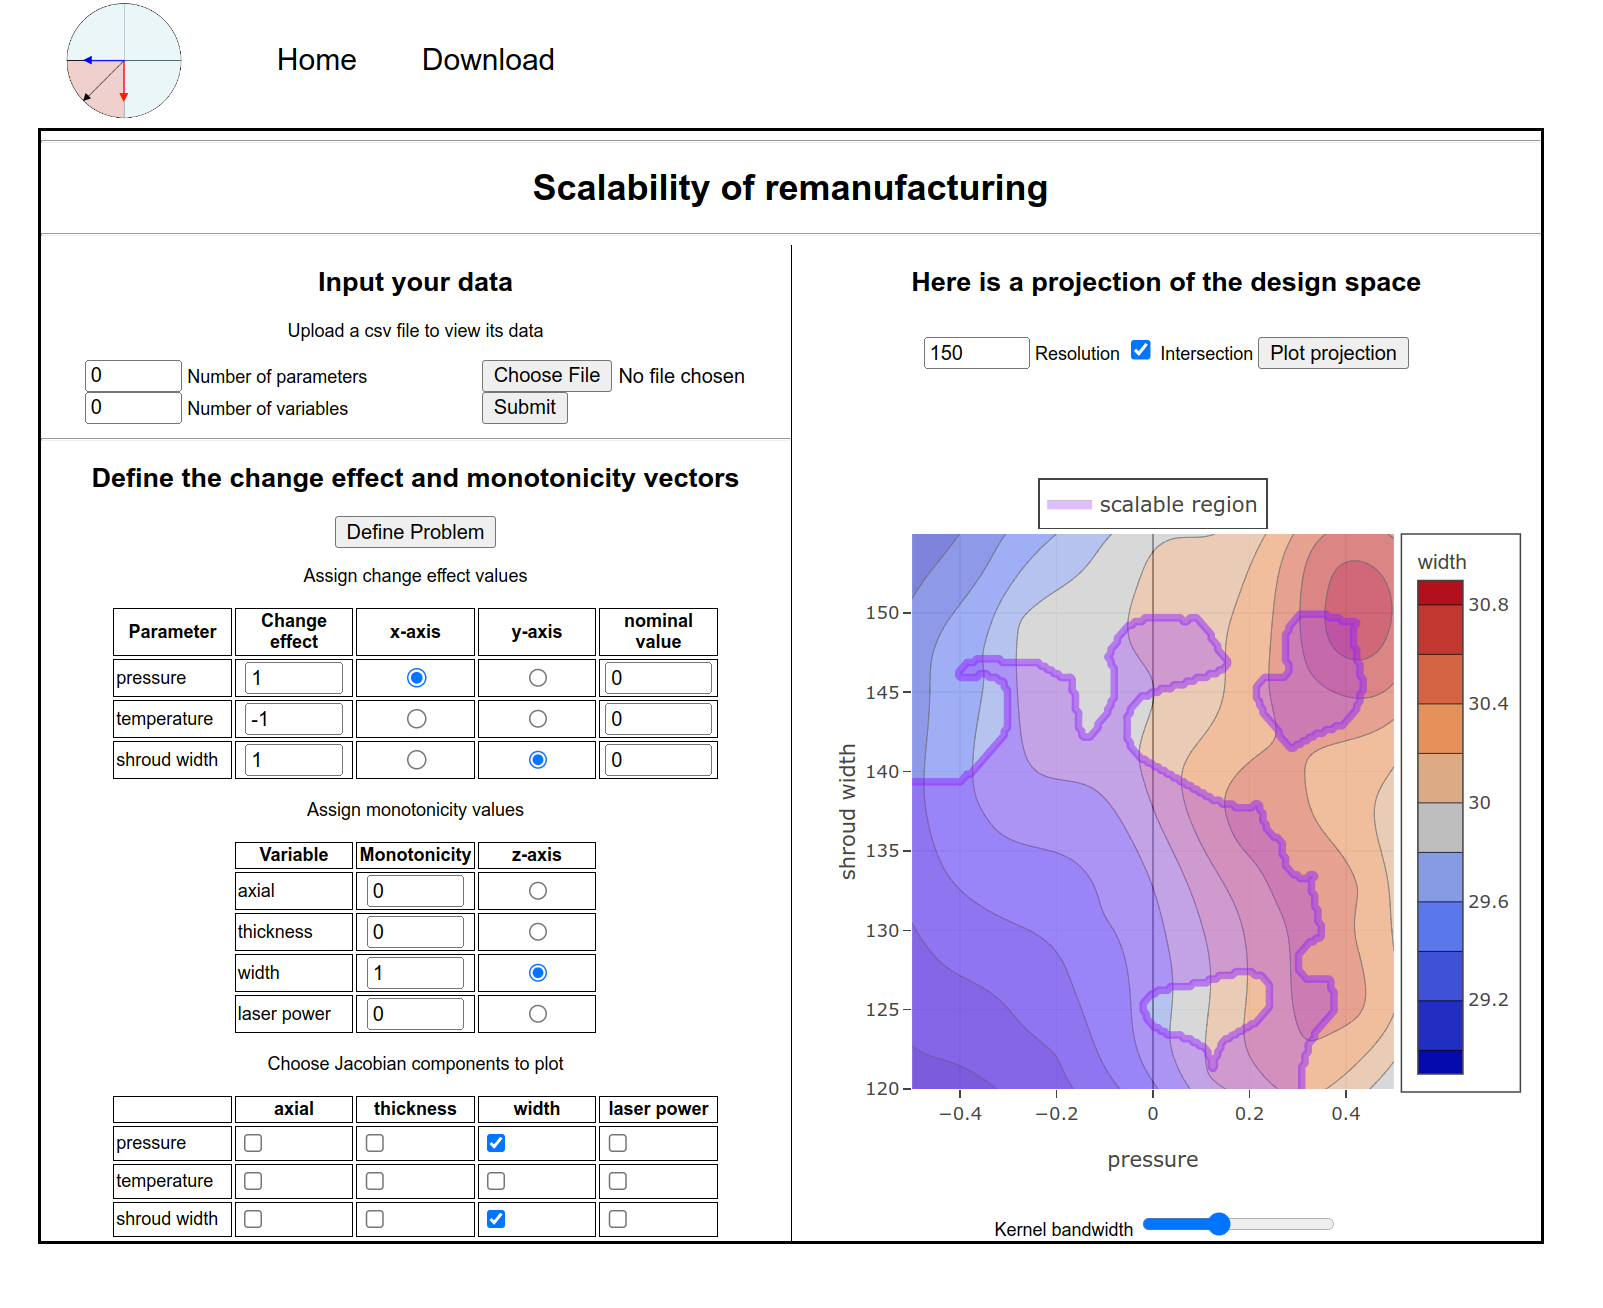 Home Download
Scalability of remanufacturing
Input your data
Upload a csv file to view its data
0 Number of parameters Choose File No file chosen
0 Number of variables Submit
Define the change effect and monotonicity vectors
Define Problem
Assign change effect values
Parameter Change effect x-axis y-axis nominal value
pressure 1 0
temperature -1 0
shroud width 1 0
Assign monotonicity values
Variable Monotonicity z-axis
axial 0
thickness 0
width 1
laser power 0
Choose Jacobian components to plot
axial thickness width laser power
pressure
temperature
shroud width
Here is a projection of the design space
150 Resolution Intersection Plot projection
scalable region
width
30.8
30.4
30
29.6
29.2
shroud width
150
145
140
135
130
125
120
−0.4 −0.2 0 0.2 0.4
pressure
Kernel bandwidth